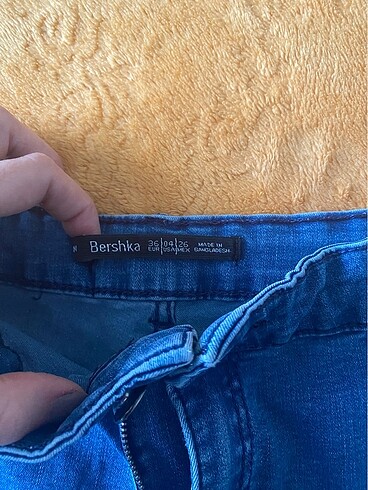 Bershka
36 | 04 | 26
EUR | USA | MEX
MADE IN
BANGLADESH